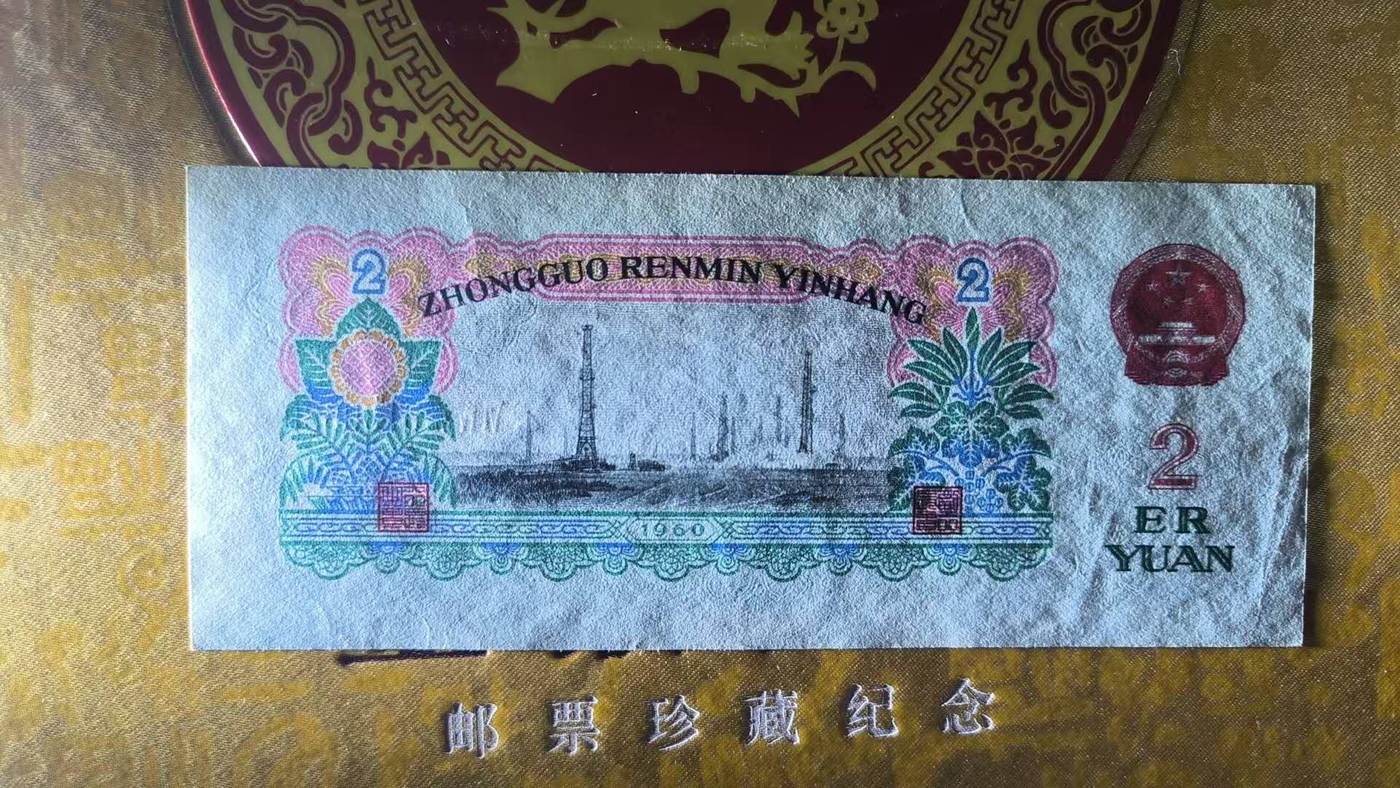 2
ZHONGGUO RENMIN YINHANG
2
1960
2
ER
YUAN
邮票珍藏纪念